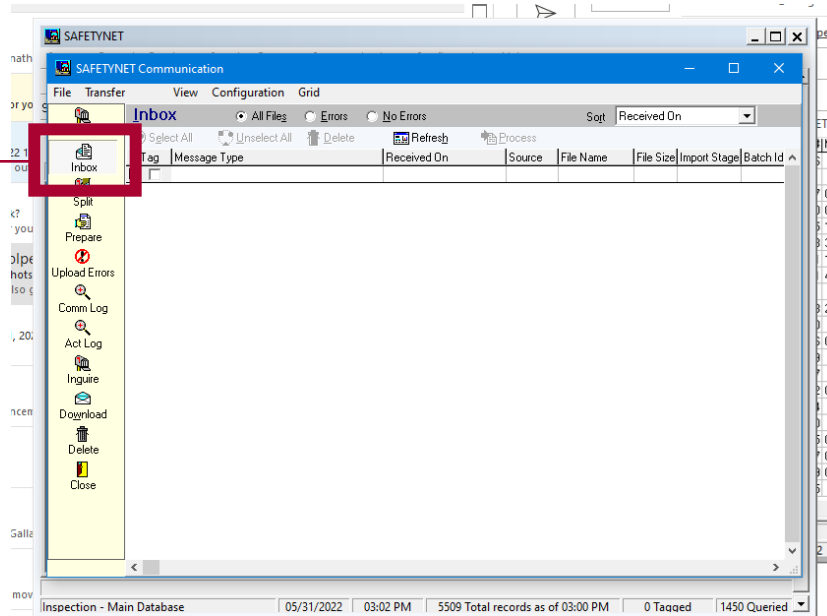 SAFETYNET
SAFETYNET Communication
File Transfer View Configuration Grid
Inbox All Files Errors No Errors Sort Received On
Select All Unselect All Delete Refresh Process
Tag Message Type Received On Source File Name File Size Import Stage Batch Id
Inbox
Split
Prepare
Upload Errors
Comm Log
Act Log
Inquire
Download
Delete
Close
Inspection - Main Database 05/31/2022 03:02 PM 5509 Total records as of 03:00 PM 0 Tagged 1450 Queried